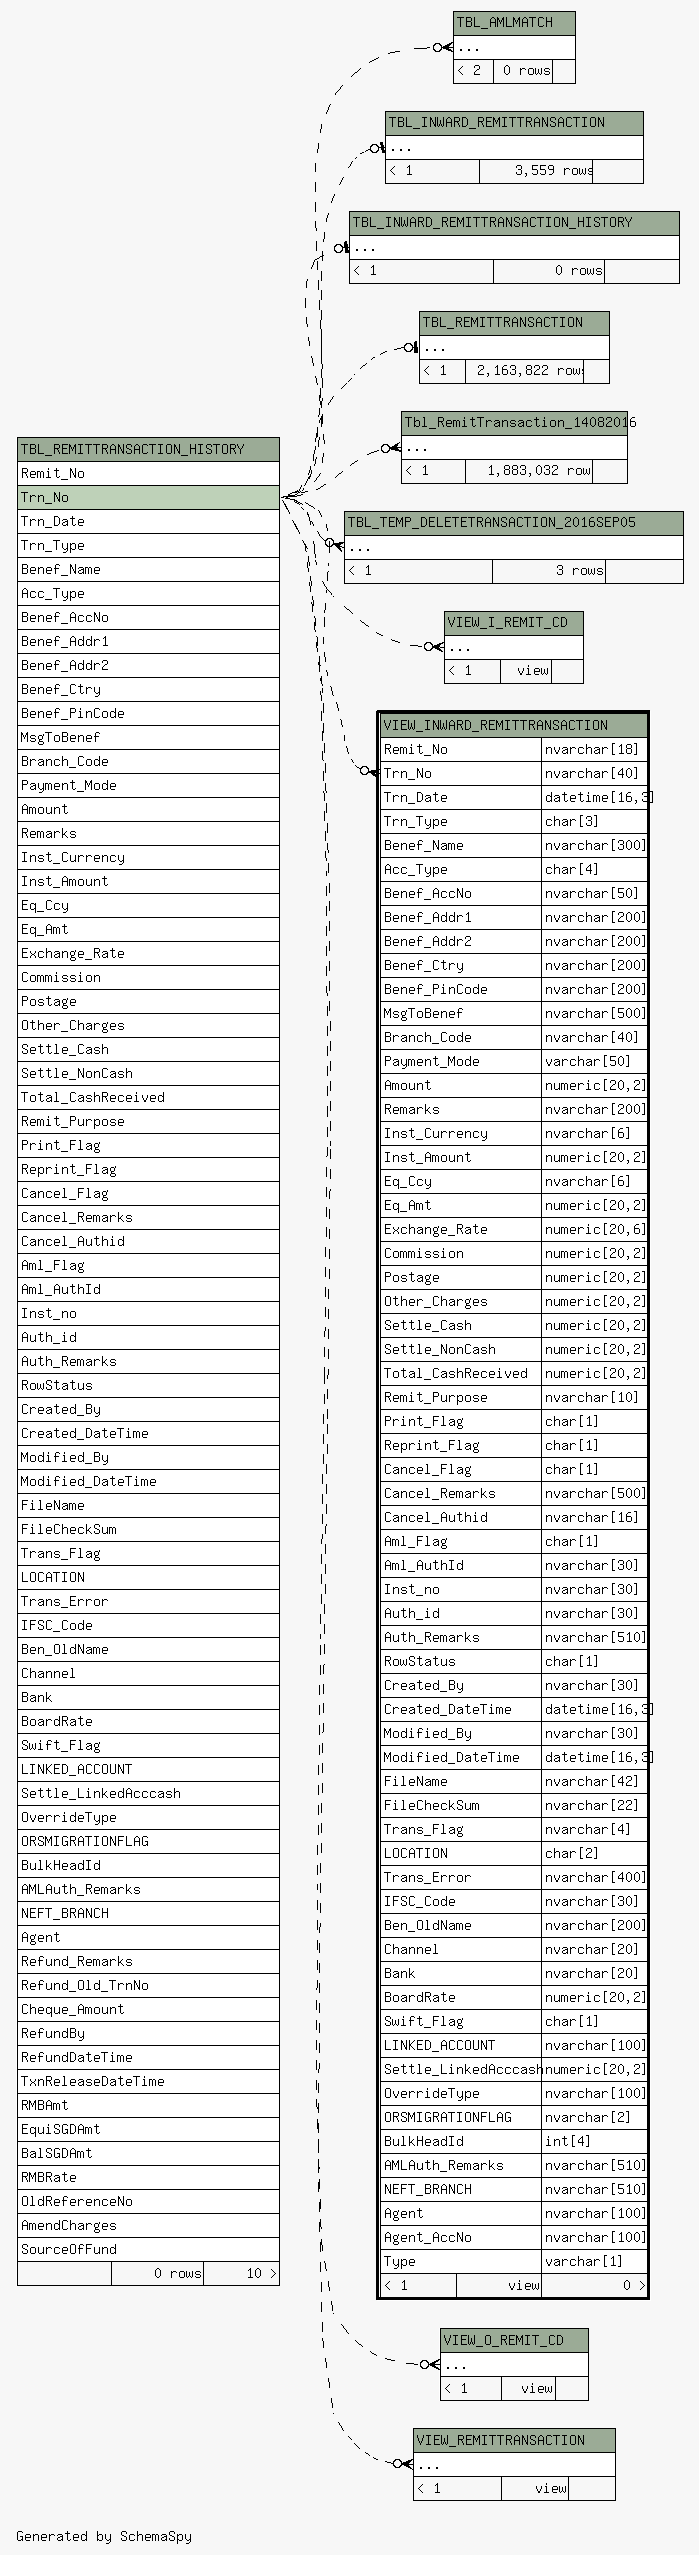 TBL_AMLMATCH
...
< 2 0 rows
TBL_INWARD_REMITTRANSACTION
...
< 1 3,559 rows
TBL_INWARD_REMITTRANSACTION_HISTORY
...
< 1 0 rows
TBL_REMITTRANSACTION
...
< 1 2,163,822 rows
Tbl_RemitTransaction_14082016
...
< 1 1,883,032 row
TBL_TEMP_DELETETRANSACTION_2016SEP05
...
< 1 3 rows
VIEW_I_REMIT_CD
...
< 1 view
TBL_REMITTRANSACTION_HISTORY
Remit_No
Trn_No
Trn_Date
Trn_Type
Benef_Name
Acc_Type
Benef_AccNo
Benef_Addr1
Benef_Addr2
Benef_Ctry
Benef_PinCode
MsgToBenef
Branch_Code
Payment_Mode
Amount
Remarks
Inst_Currency
Inst_Amount
Eq_Ccy
Eq_Amt
Exchange_Rate
Commission
Postage
Other_Charges
Settle_Cash
Settle_NonCash
Total_CashReceived
Remit_Purpose
Print_Flag
Reprint_Flag
Cancel_Flag
Cancel_Remarks
Cancel_Authid
Aml_Flag
Aml_AuthId
Inst_no
Auth_id
Auth_Remarks
RowStatus
Created_By
Created_DateTime
Modified_By
Modified_DateTime
FileName
FileCheckSum
Trans_Flag
LOCATION
Trans_Error
IFSC_Code
Ben_OldName
Channel
Bank
BoardRate
Swift_Flag
LINKED_ACCOUNT
Settle_LinkedAcccash
OverrideType
ORSMIGRATIONFLAG
BulkHeadId
AMLAuth_Remarks
NEFT_BRANCH
Agent
Refund_Remarks
Refund_Old_TrnNo
Cheque_Amount
RefundBy
RefundDateTime
TxnReleaseDateTime
RMBAmt
EquiSGDAmt
BalSGDAmt
RMBRate
OldReferenceNo
AmendCharges
SourceOfFund
0 rows 10 >
VIEW_INWARD_REMITTRANSACTION
Remit_No nvarchar[18]
Trn_No nvarchar[40]
Trn_Date datetime[16,3]
Trn_Type char[3]
Benef_Name nvarchar[300]
Acc_Type char[4]
Benef_AccNo nvarchar[50]
Benef_Addr1 nvarchar[200]
Benef_Addr2 nvarchar[200]
Benef_Ctry nvarchar[200]
Benef_PinCode nvarchar[200]
MsgToBenef nvarchar[500]
Branch_Code nvarchar[40]
Payment_Mode varchar[50]
Amount numeric[20,2]
Remarks nvarchar[200]
Inst_Currency nvarchar[6]
Inst_Amount numeric[20,2]
Eq_Ccy nvarchar[6]
Eq_Amt numeric[20,2]
Exchange_Rate numeric[20,6]
Commission numeric[20,2]
Postage numeric[20,2]
Other_Charges numeric[20,2]
Settle_Cash numeric[20,2]
Settle_NonCash numeric[20,2]
Total_CashReceived numeric[20,2]
Remit_Purpose nvarchar[10]
Print_Flag char[1]
Reprint_Flag char[1]
Cancel_Flag char[1]
Cancel_Remarks nvarchar[500]
Cancel_Authid nvarchar[16]
Aml_Flag char[1]
Aml_AuthId nvarchar[30]
Inst_no nvarchar[30]
Auth_id nvarchar[30]
Auth_Remarks nvarchar[510]
RowStatus char[1]
Created_By nvarchar[30]
Created_DateTime datetime[16,3]
Modified_By nvarchar[30]
Modified_DateTime datetime[16,3]
FileName nvarchar[42]
FileCheckSum nvarchar[22]
Trans_Flag nvarchar[4]
LOCATION char[2]
Trans_Error nvarchar[400]
IFSC_Code nvarchar[30]
Ben_OldName nvarchar[200]
Channel nvarchar[20]
Bank nvarchar[20]
BoardRate numeric[20,2]
Swift_Flag char[1]
LINKED_ACCOUNT nvarchar[100]
Settle_LinkedAcccash numeric[20,2]
OverrideType nvarchar[100]
ORSMIGRATIONFLAG nvarchar[2]
BulkHeadId int[4]
AMLAuth_Remarks nvarchar[510]
NEFT_BRANCH nvarchar[510]
Agent nvarchar[100]
Agent_AccNo nvarchar[100]
Type varchar[1]
< 1 view 0 >
VIEW_O_REMIT_CD
...
< 1 view
VIEW_REMITTRANSACTION
...
< 1 view
Generated by SchemaSpy